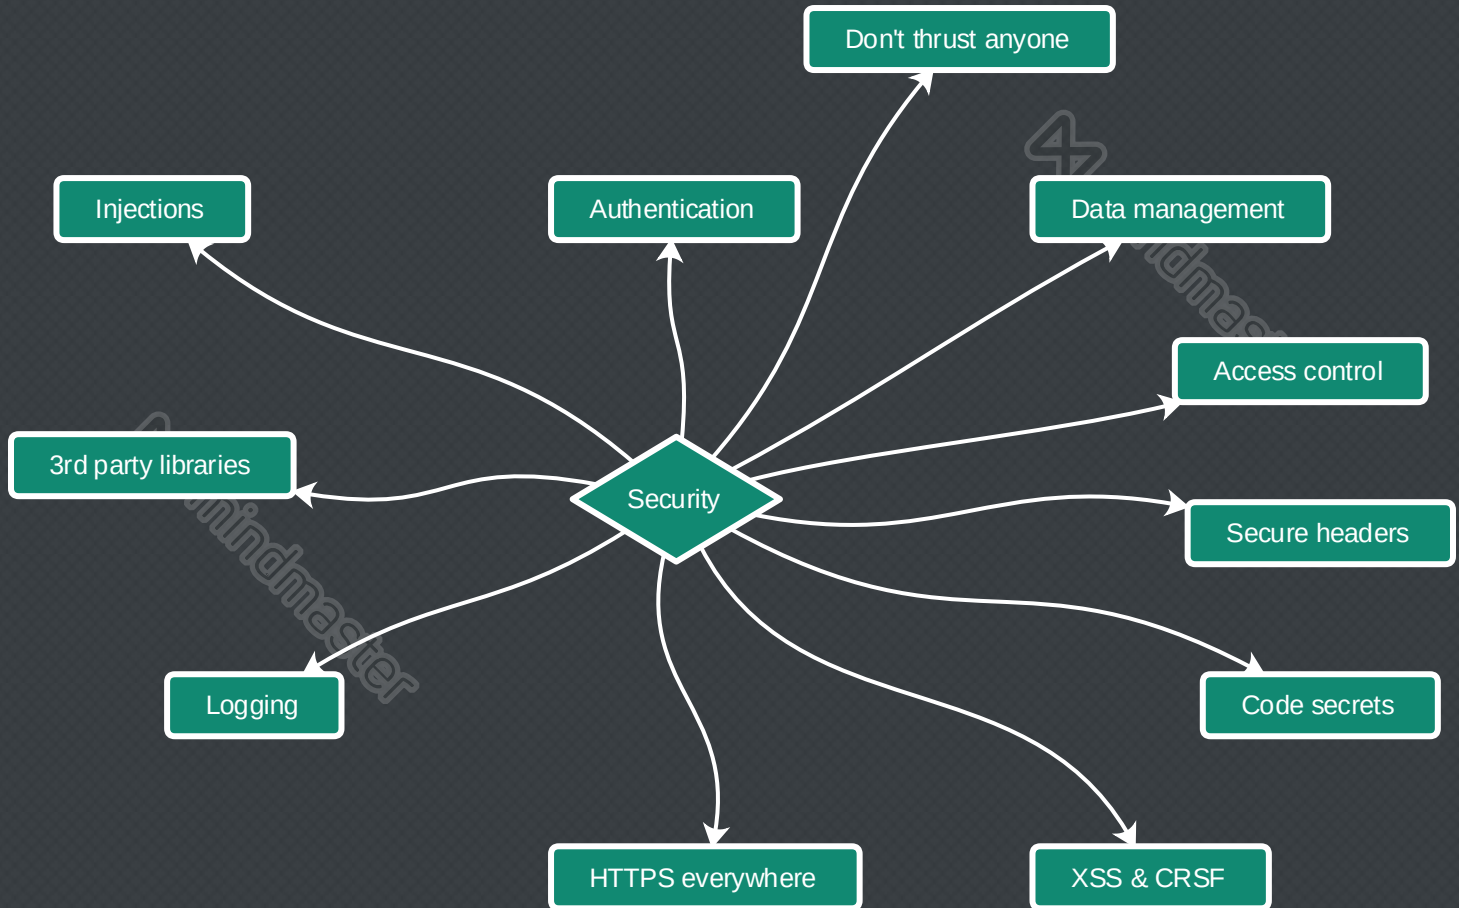 Don't thrust anyone
Injections
Authentication
Data management
Access control
3rd party libraries
Security
Secure headers
Logging
Code secrets
HTTPS everywhere
XSS & CRSF
mindmaster